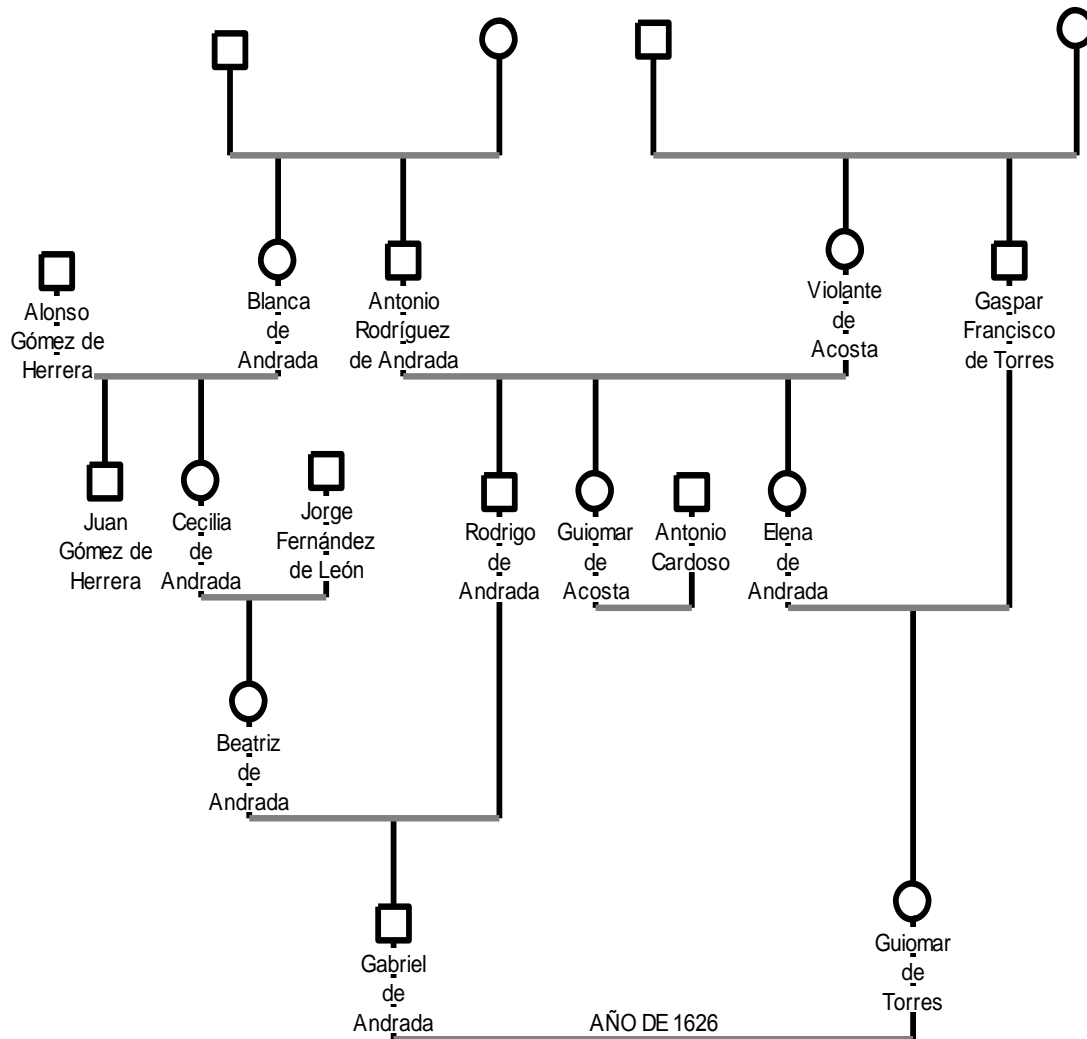 Alonso
Gómez de
Herrera
Blanca
de
Andrada
Antonio
Rodríguez
de Andrada
Violante
de
Acosta
Gaspar
Francisco
de Torres
Juan
Gómez de
Herrera
Cecilia
de
Andrada
Jorge
Fernández
de León
Rodrigo
de
Andrada
Guiomar
de
Acosta
Antonio
Cardoso
Elena
de
Andrada
Beatriz
de
Andrada
Gabriel
de
Andrada
Guiomar
de
Torres
AÑO DE 1626